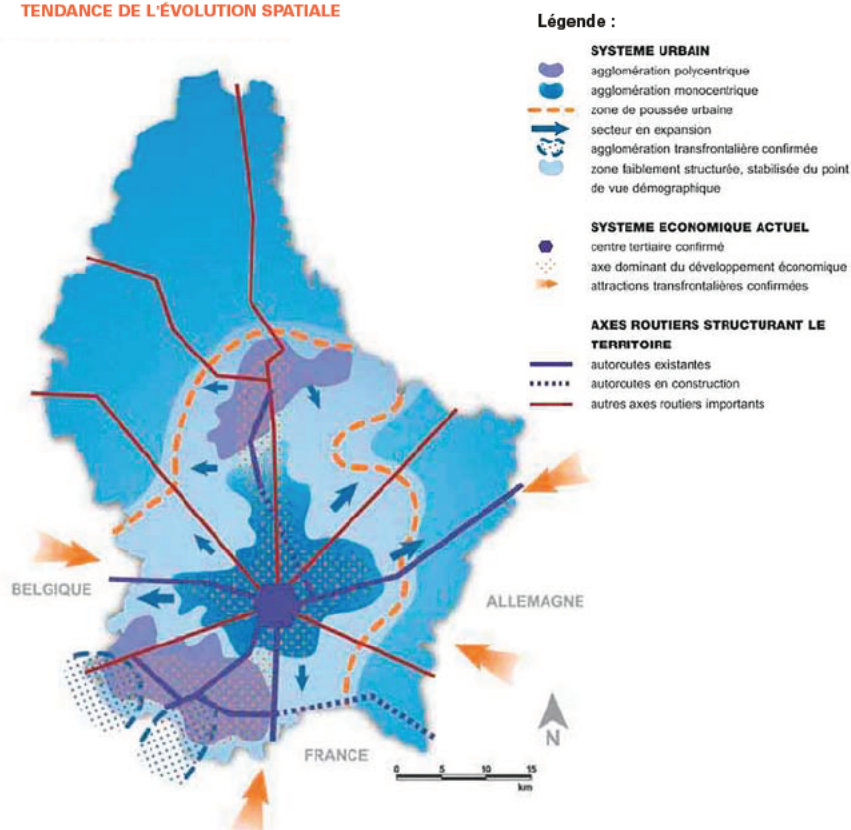 TENDANCE DE L'ÉVOLUTION SPATIALE
Légende :
SYSTEME URBAIN
agglomération polycentrique
agglomération monocentrique
zone de poussée urbaine
secteur en expansion
agglomération transfrontalière confirmée
zone faiblement structurée, stabilisée du point
de vue démographique
SYSTEME ECONOMIQUE ACTUEL
centre tertiaire confirmé
axe dominant du développement économique
attractions transfrontalières confirmées
AXES ROUTIERS STRUCTURANT LE
TERRITOIRE
autoroutes existantes
autoroutes en construction
autres axes routiers importants
BELGIQUE
ALLEMAGNE
FRANCE
N
0 5 10 15
km